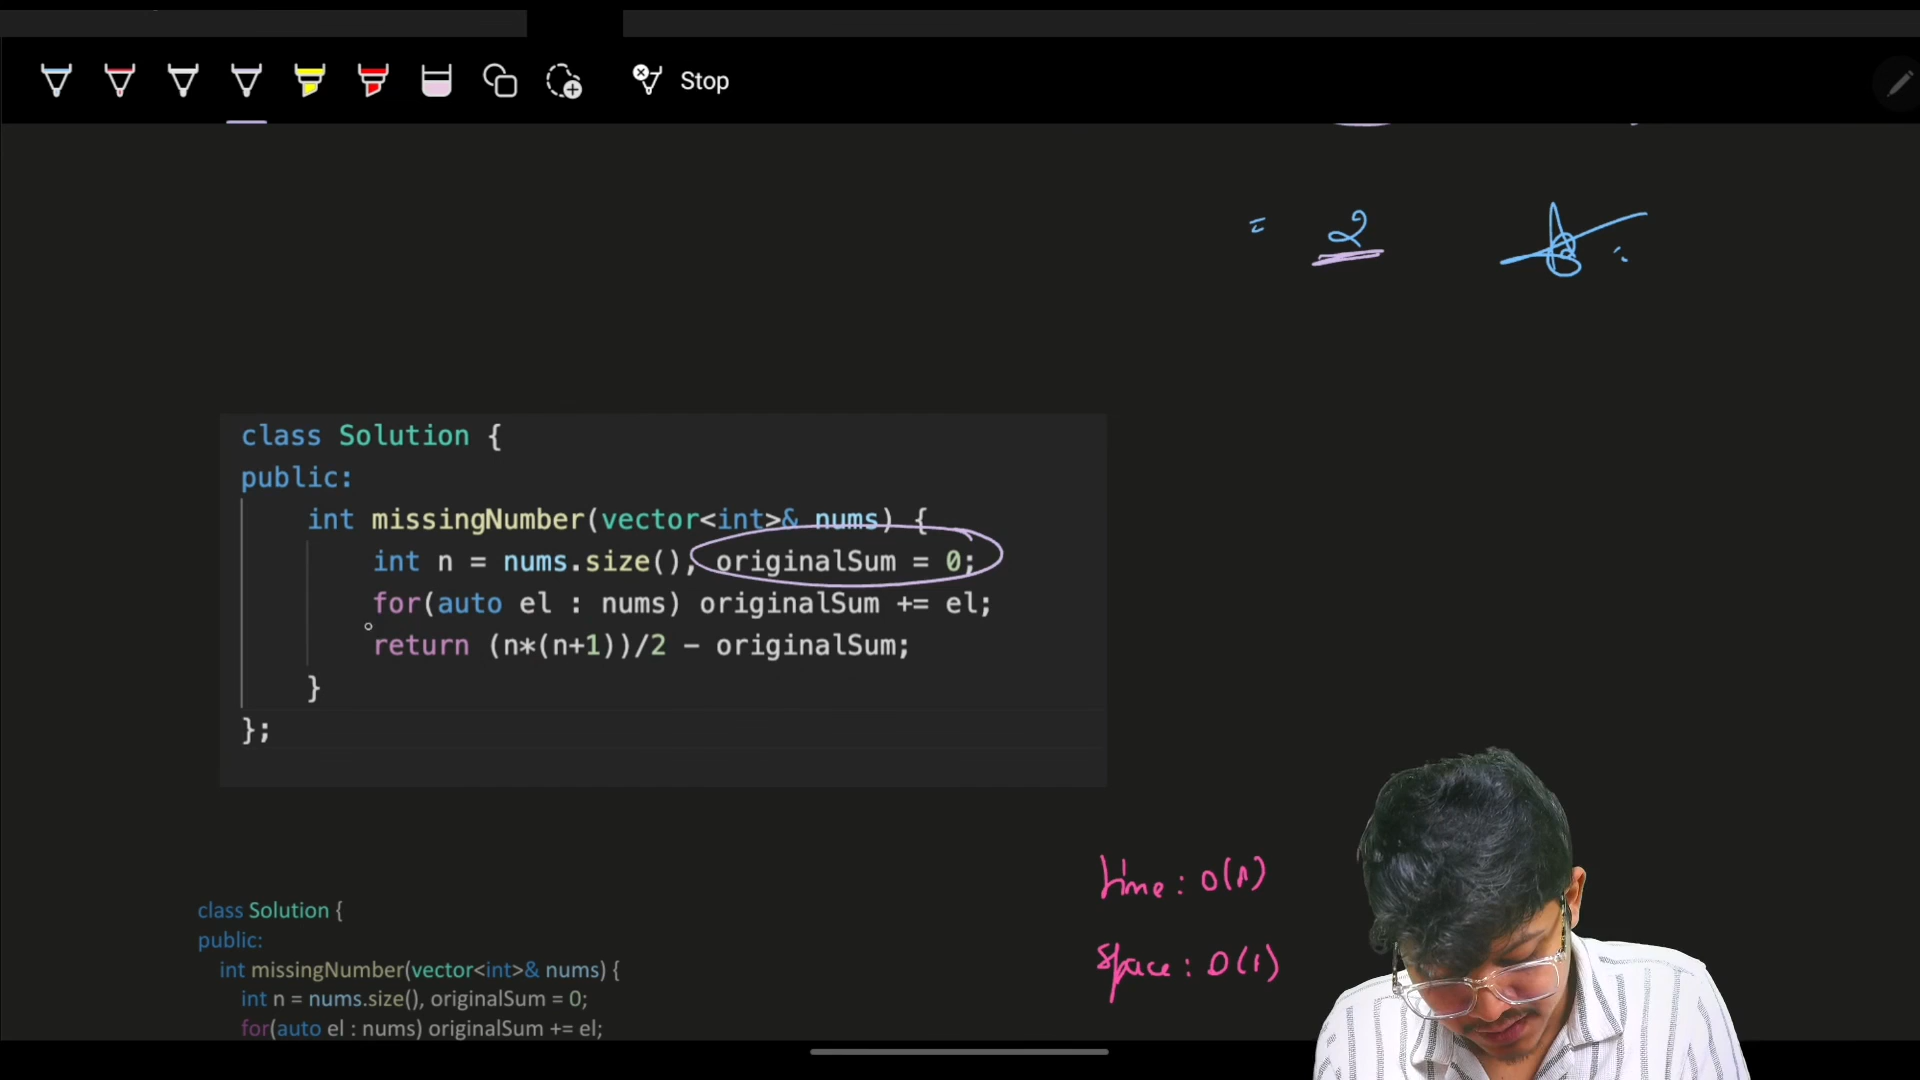 Stop
= 2
class Solution {
public:
int missingNumber(vector<int>& nums) {
int n = nums.size(), originalSum = 0;
for(auto el : nums) originalSum += el;
return (n*(n+1))/2 - originalSum;
}
};
time : O(n)
space : O(1)
class Solution {
public:
int missingNumber(vector<int>& nums) {
int n = nums.size(), originalSum = 0;
for(auto el : nums) originalSum += el;